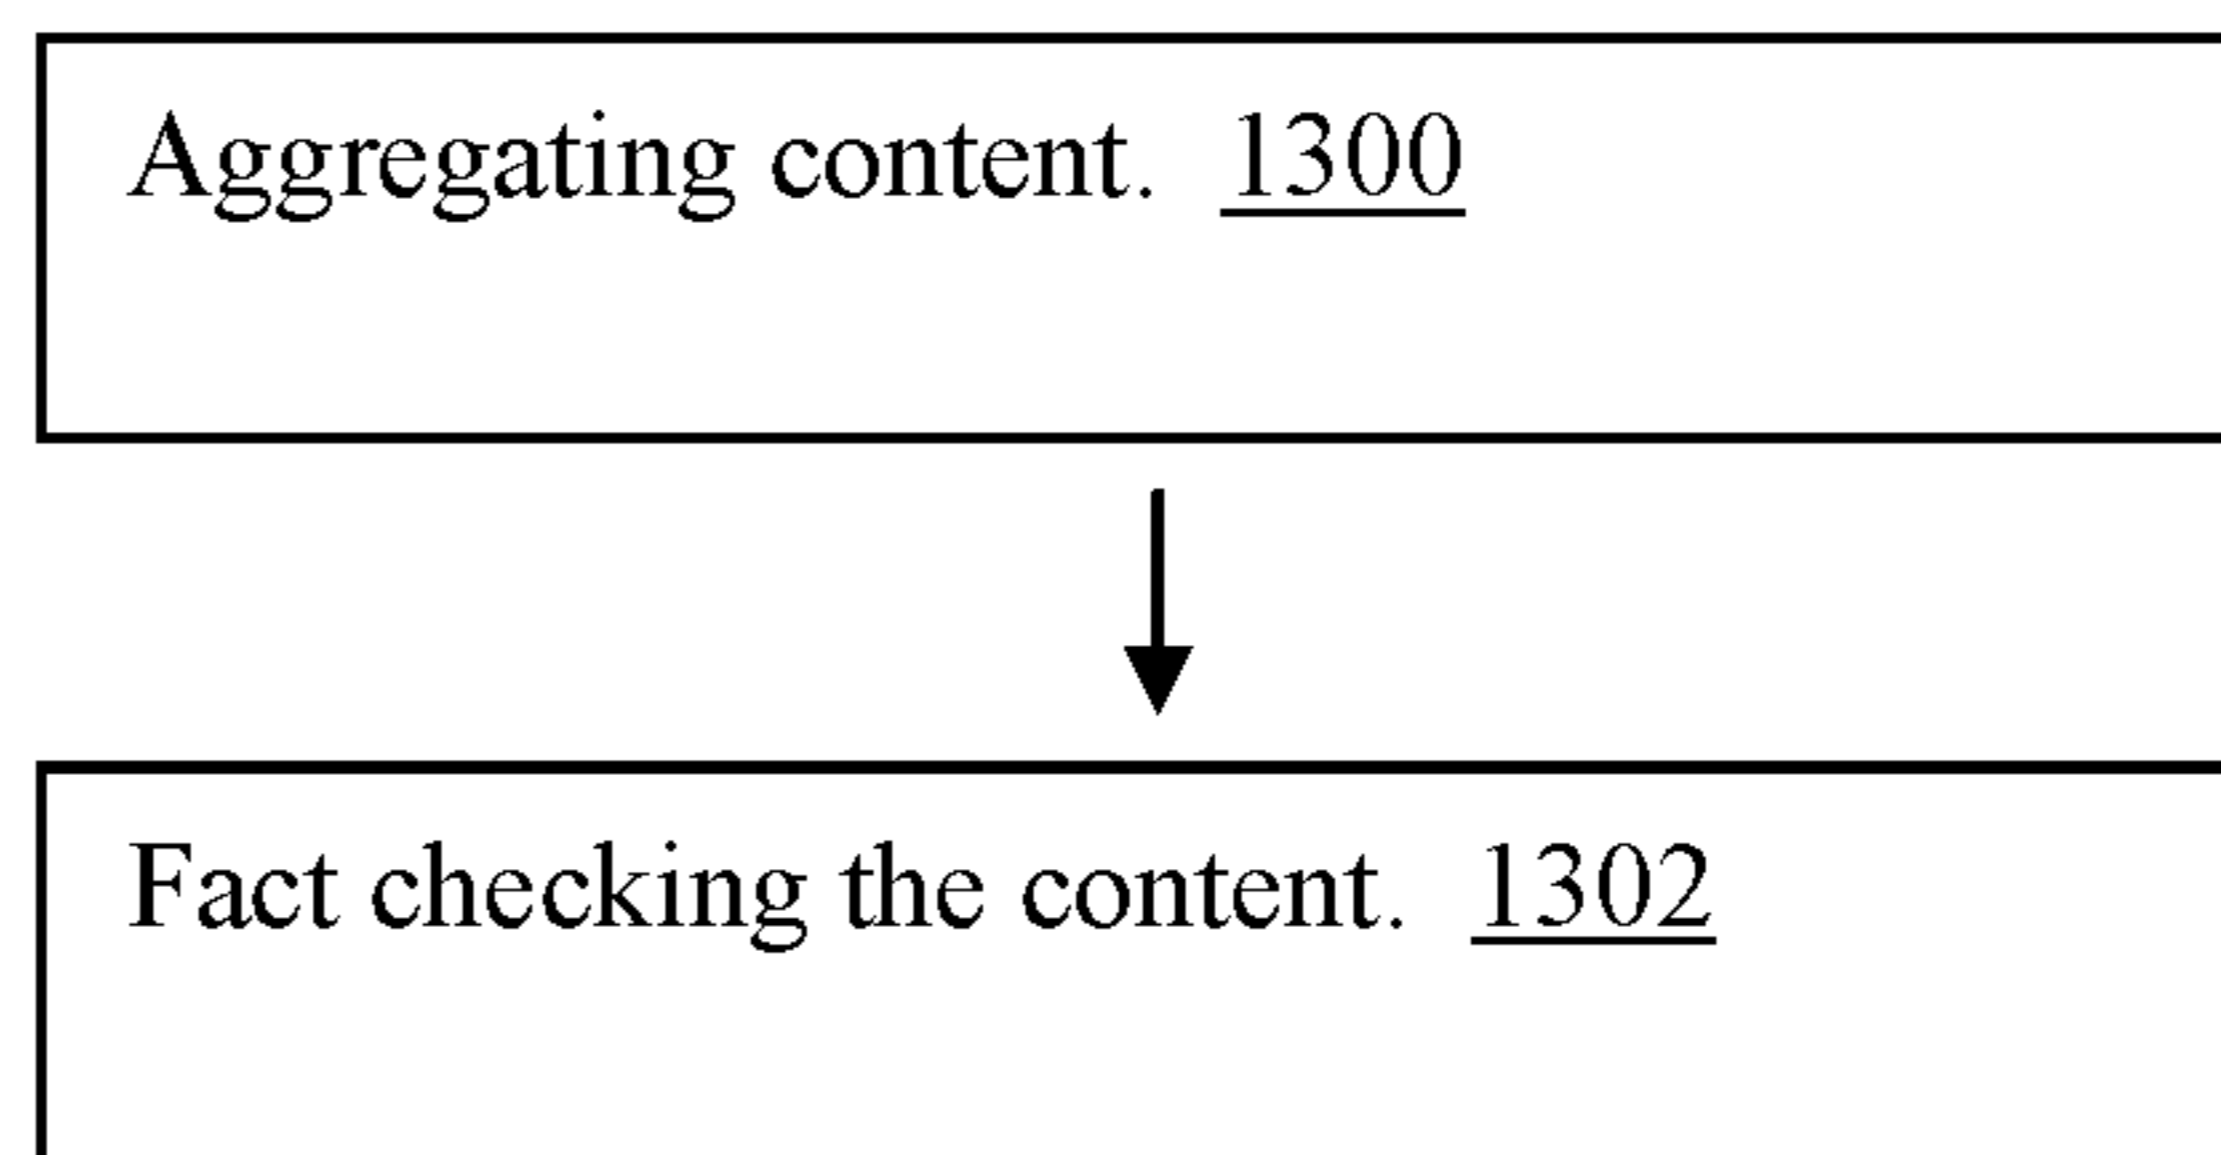 Aggregating content. 1300
Fact checking the content. 1302